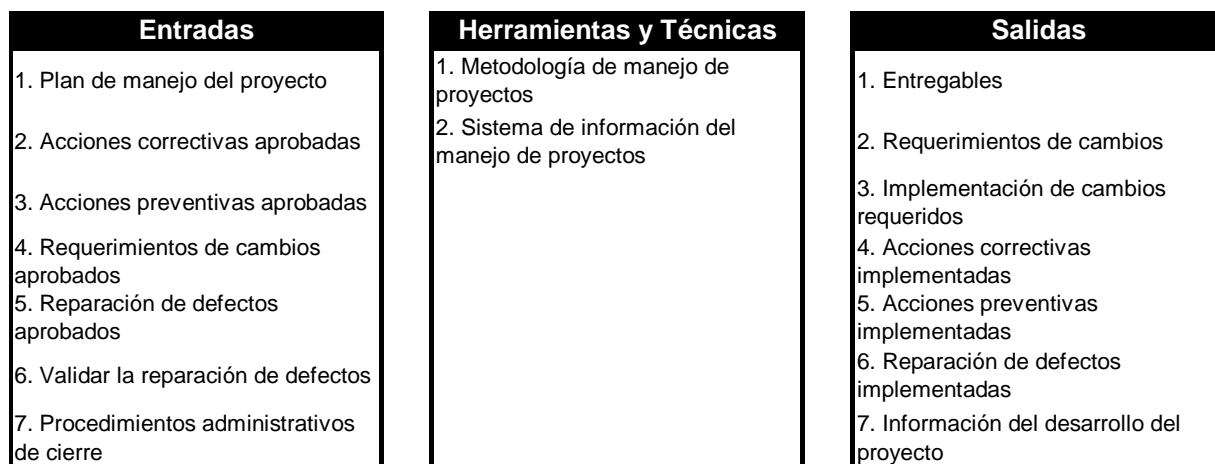 Entradas
1. Plan de manejo del proyecto
2. Acciones correctivas aprobadas
3. Acciones preventivas aprobadas
4. Requerimientos de cambios
aprobados
5. Reparación de defectos
aprobados
6. Validar la reparación de defectos
7. Procedimientos administrativos
de cierre
Herramientas y Técnicas
1. Metodología de manejo de
proyectos
2. Sistema de información del
manejo de proyectos
Salidas
1. Entregables
2. Requerimientos de cambios
3. Implementación de cambios
requeridos
4. Acciones correctivas
implementadas
5. Acciones preventivas
implementadas
6. Reparación de defectos
implementadas
7. Información del desarrollo del
proyecto